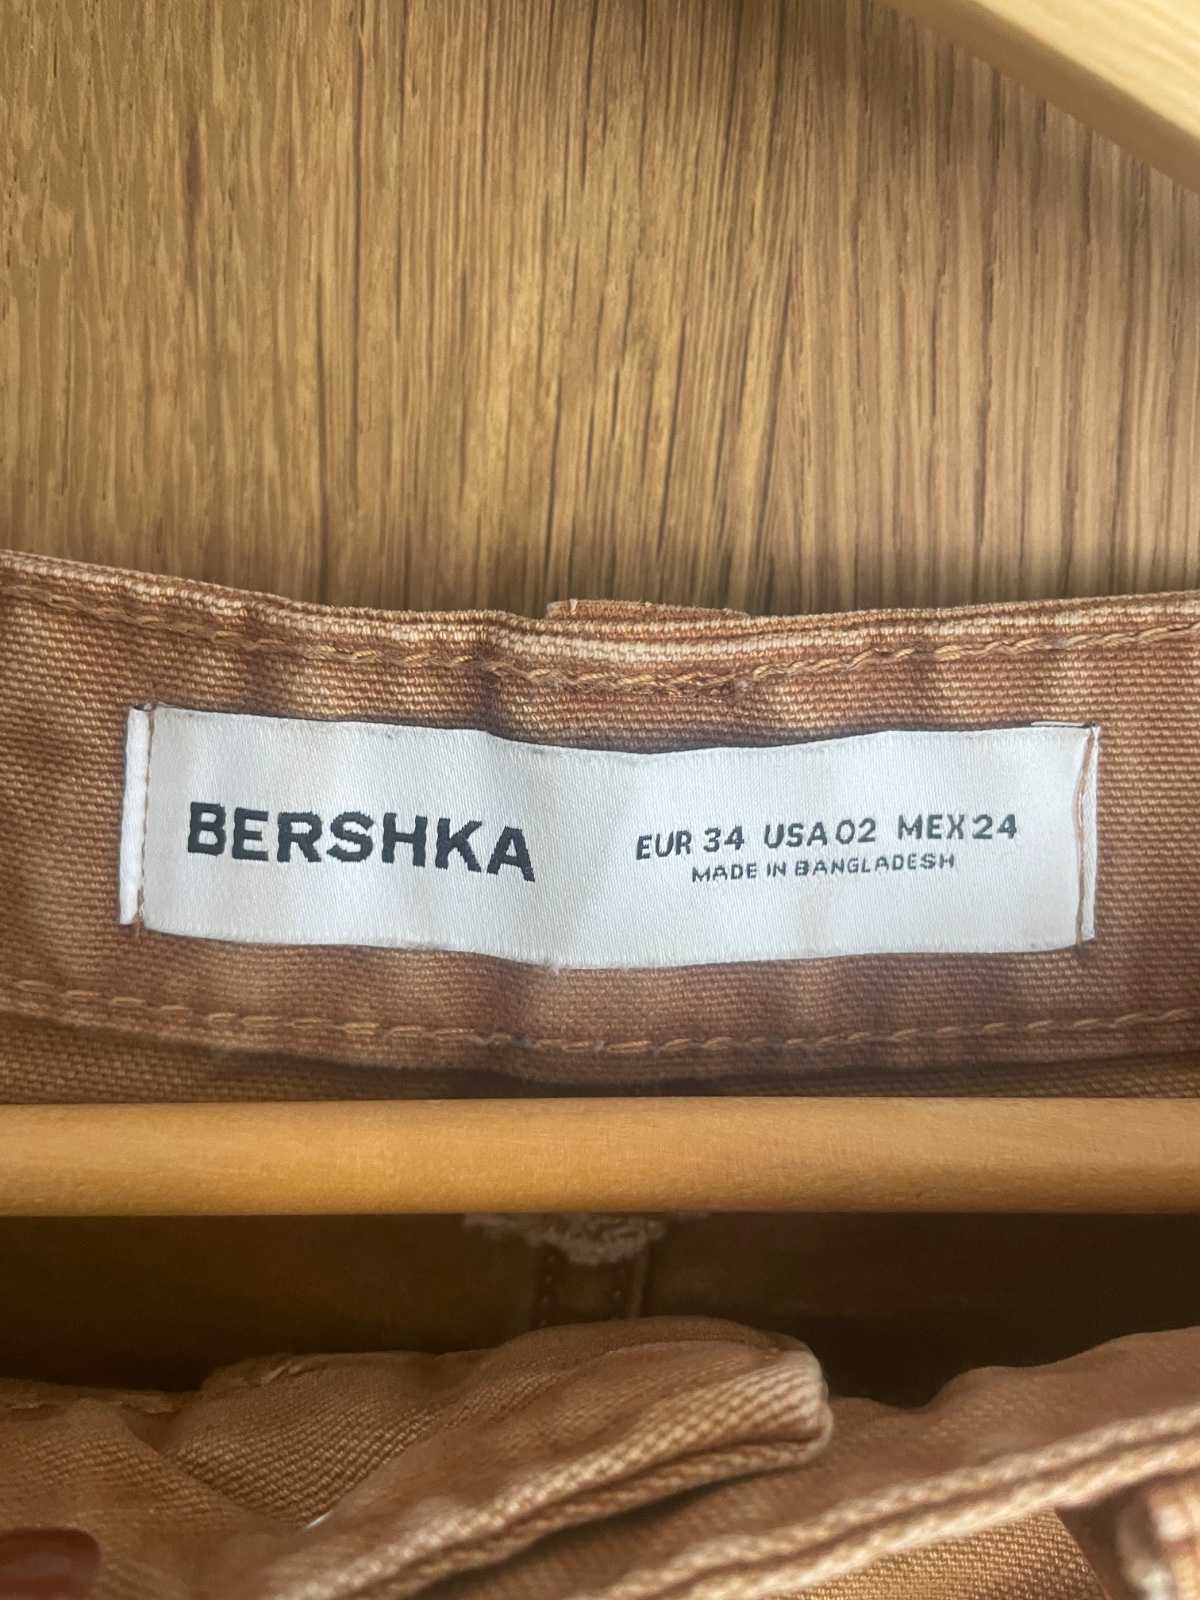 BERSHKA
EUR 34 USA 02 MEX 24
MADE IN BANGLADESH